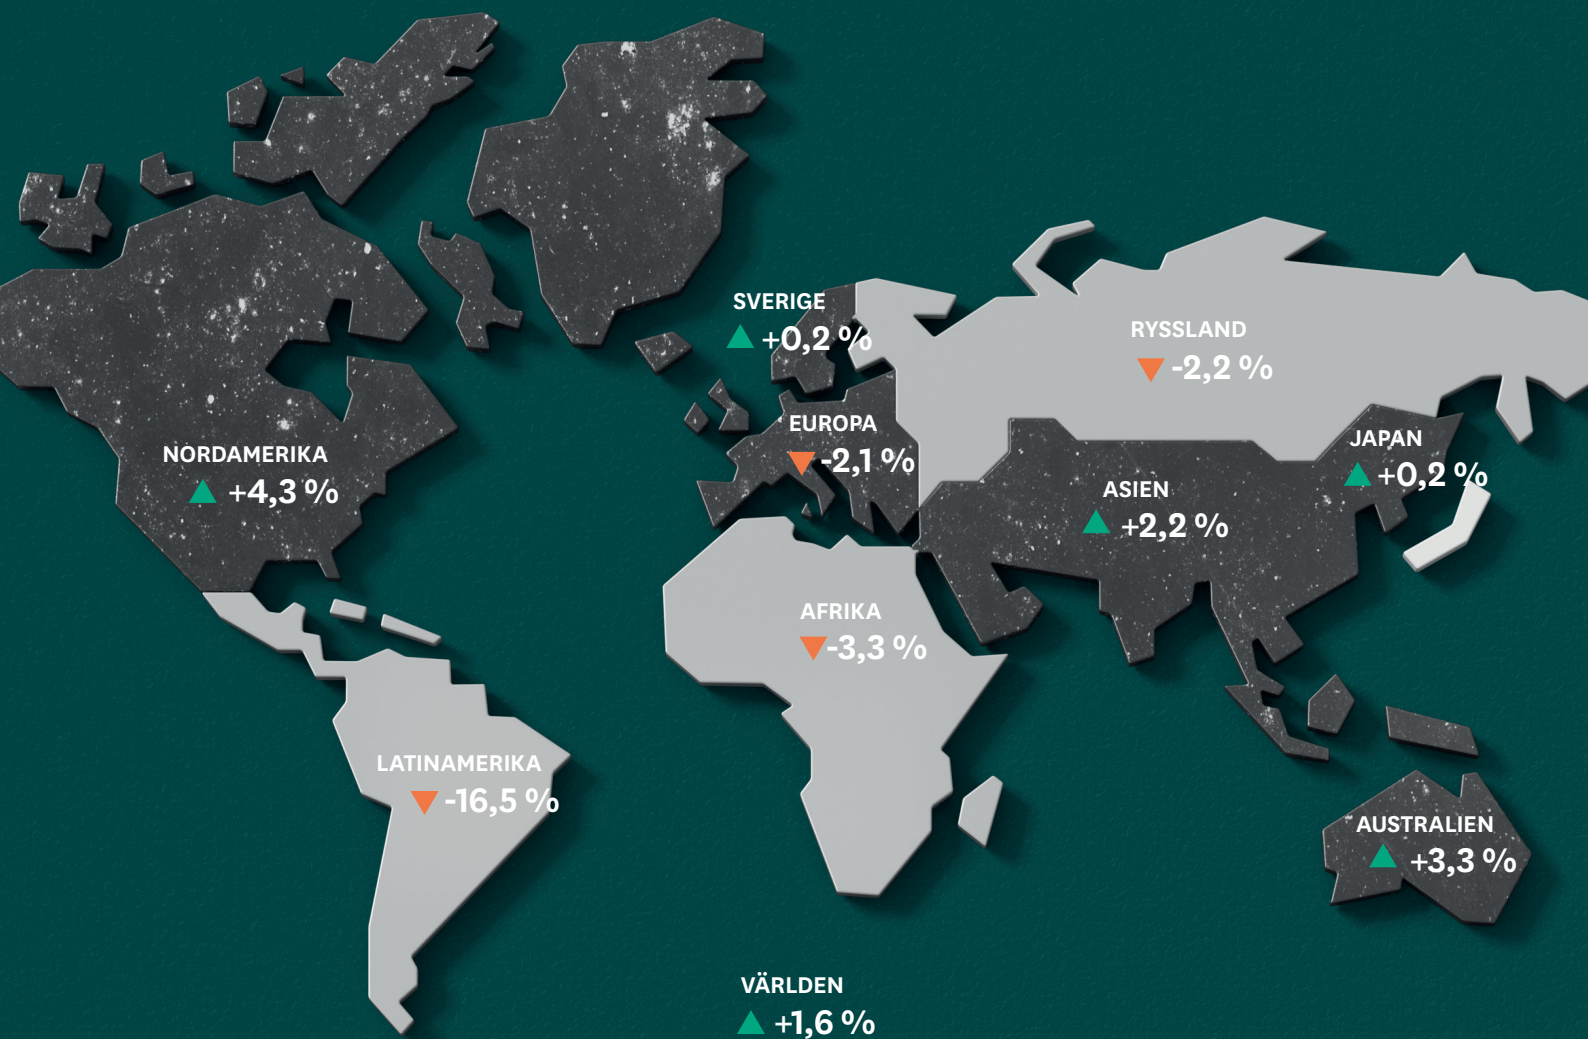 SVERIGE
+0,2 %
RYSSLAND
-2,2 %
EUROPA
-2,1 %
JAPAN
+0,2 %
NORDAMERIKA
+4,3 %
ASIEN
+2,2 %
AFRIKA
-3,3 %
LATINAMERIKA
-16,5 %
AUSTRALIEN
+3,3 %
VÄRLDEN
+1,6 %